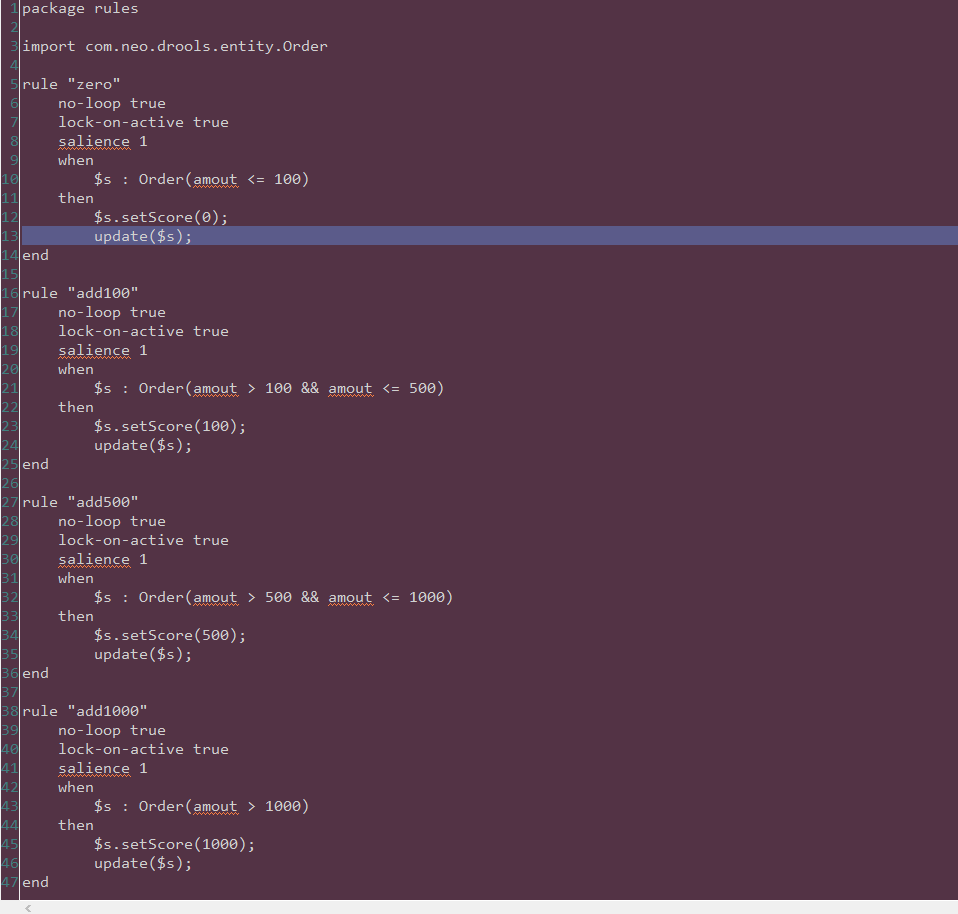 1 package rules
2
3 import com.neo.drools.entity.Order
4
5 rule "zero"
6     no-loop true
7     lock-on-active true
8     salience 1
9     when
10         $s : Order(amout <= 100)
11     then
12         $s.setScore(0);
13         update($s);
14 end
15
16 rule "add100"
17     no-loop true
18     lock-on-active true
19     salience 1
20     when
21         $s : Order(amout > 100 && amout <= 500)
22     then
23         $s.setScore(100);
24         update($s);
25 end
26
27 rule "add500"
28     no-loop true
29     lock-on-active true
30     salience 1
31     when
32         $s : Order(amout > 500 && amout <= 1000)
33     then
34         $s.setScore(500);
35         update($s);
36 end
37
38 rule "add1000"
39     no-loop true
40     lock-on-active true
41     salience 1
42     when
43         $s : Order(amout > 1000)
44     then
45         $s.setScore(1000);
46         update($s);
47 end